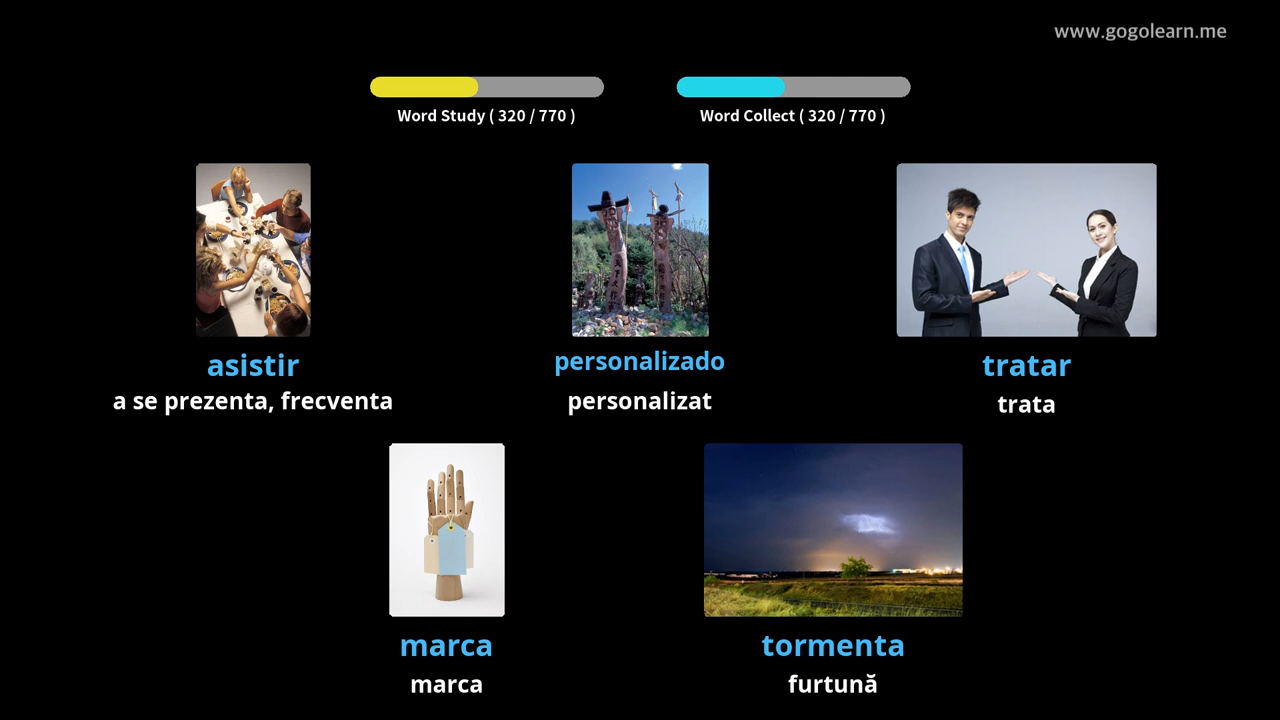 www.gogolearn.me
Word Study ( 320 / 770 )
Word Collect ( 320 / 770 )
asistir
a se prezenta, frecventa
personalizado
personalizat
tratar
trata
marca
marca
tormenta
furtună